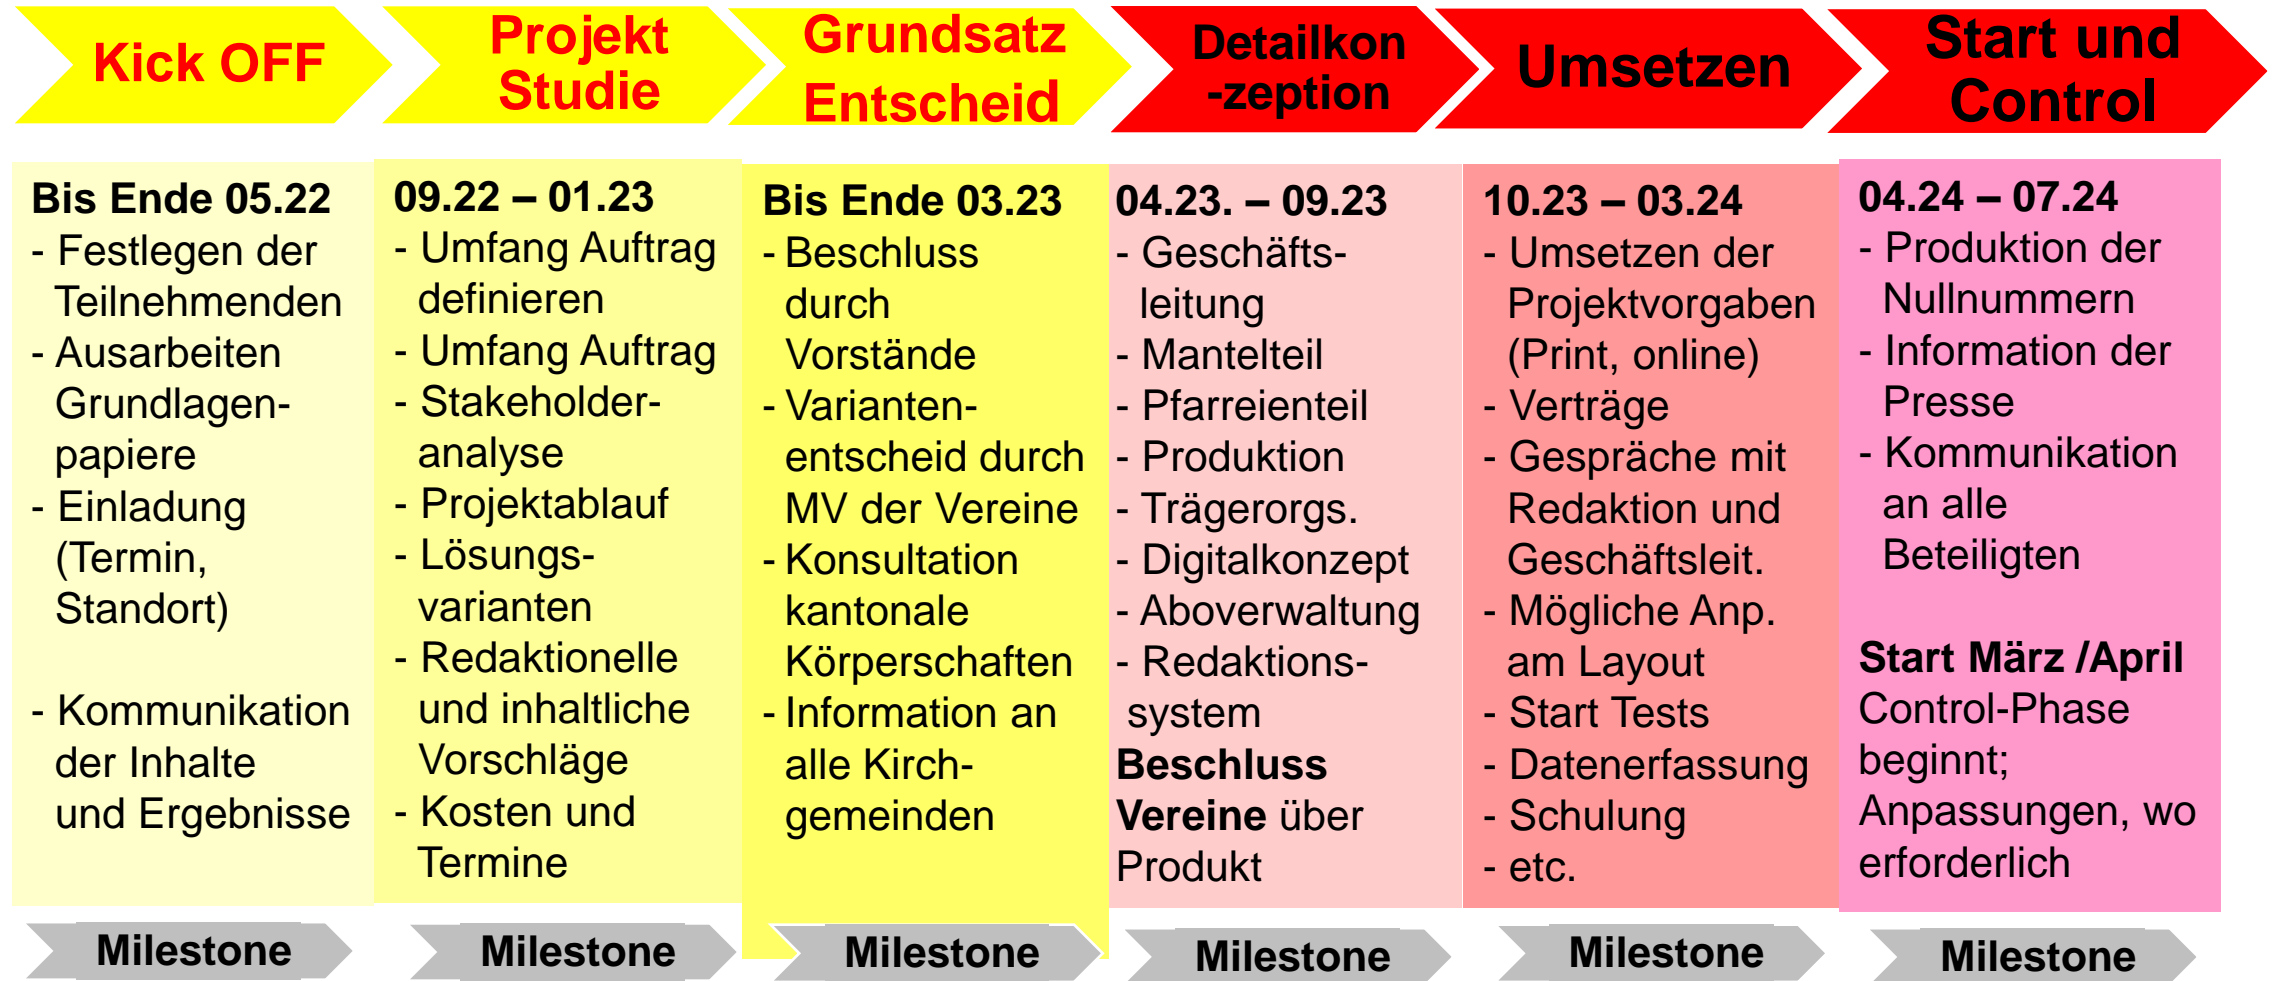 Kick OFF
Projekt
Studie
Grundsatz
Entscheid
Detailkon
-zeption
Umsetzen
Start und
Control
Bis Ende 05.22
- Festlegen der
Teilnehmenden
- Ausarbeiten
Grundlagen-
papiere
- Einladung
(Termin,
Standort)
- Kommunikation
der Inhalte
und Ergebnisse
09.22 – 01.23
- Umfang Auftrag
definieren
- Umfang Auftrag
- Stakeholder-
analyse
- Projektablauf
- Lösungs-
varianten
- Redaktionelle
und inhaltliche
Vorschläge
- Kosten und
Termine
Bis Ende 03.23
- Beschluss
durch
Vorstände
- Varianten-
entscheid durch
MV der Vereine
- Konsultation
kantonale
Körperschaften
- Information an
alle Kirch-
gemeinden
04.23. – 09.23
- Geschäfts-
leitung
- Mantelteil
- Pfarreienteil
- Produktion
- Trägerorgs.
- Digitalkonzept
- Aboverwaltung
- Redaktions-
system
Beschluss
Vereine über
Produkt
10.23 – 03.24
- Umsetzen der
Projektvorgaben
(Print, online)
- Verträge
- Gespräche mit
Redaktion und
Geschäftsleit.
- Mögliche Anp.
am Layout
- Start Tests
- Datenerfassung
- Schulung
- etc.
04.24 – 07.24
- Produktion der
Nullnummern
- Information der
Presse
- Kommunikation
an alle
Beteiligten
Start März /April
Control-Phase
beginnt;
Anpassungen, wo
erforderlich
Milestone
Milestone
Milestone
Milestone
Milestone
Milestone